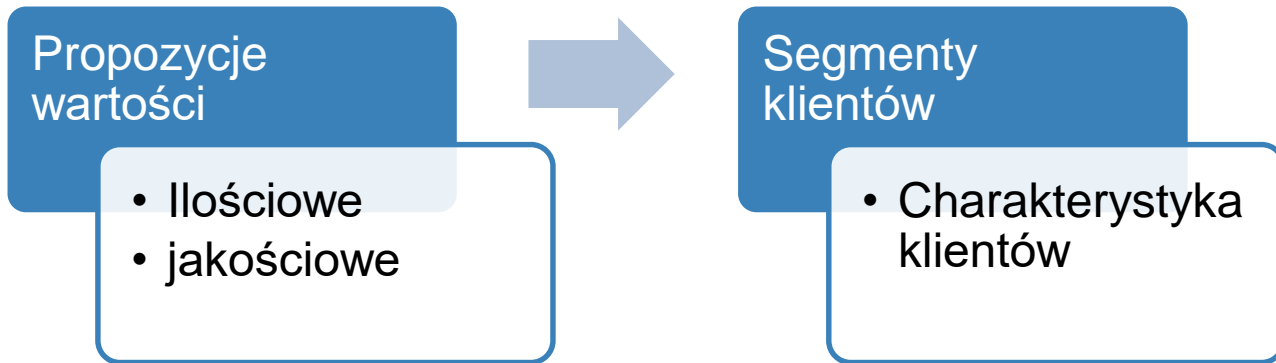 Propozycje
wartości
• Ilościowe
• jakościowe
Segmenty
klientów
• Charakterystyka
klientów